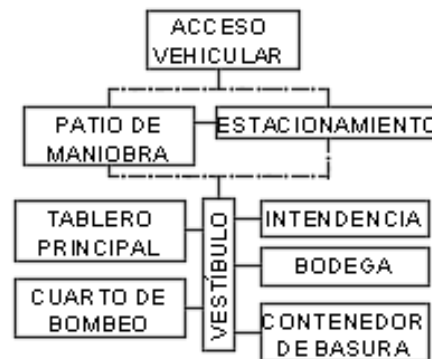 ACCESO
VEHICULAR
PATIO DE
MANIOBRA
ESTACIONAMIENTO
TABLERO
PRINCIPAL
CUARTO DE
BOMBEO
VESTÍBULO
INTENDENCIA
BODEGA
CONTENEDOR
DE BASURA